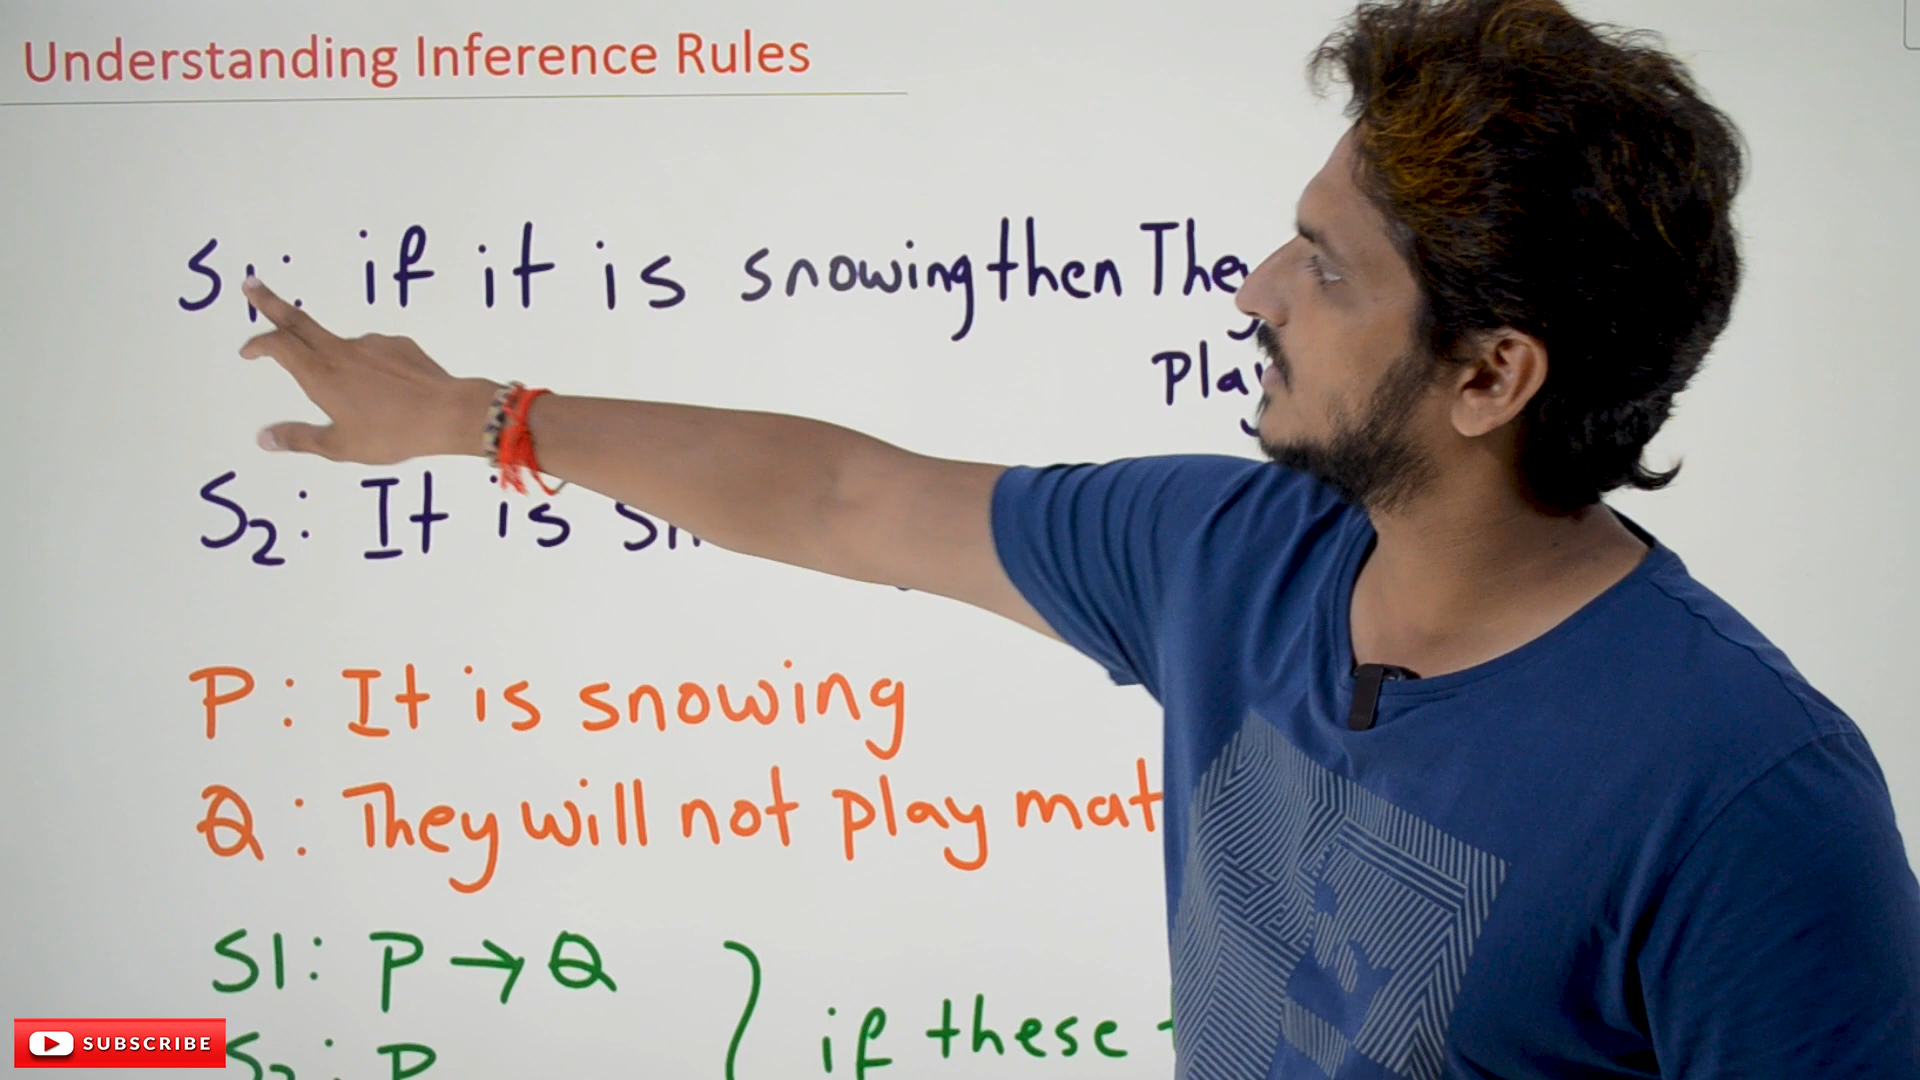 Understanding Inference Rules
S1: if it is snowing then They
Play
S2: It is
P: It is snowing
Q: They will not play
S1: P → Q
S2: P
if these
SUBSCRIBE